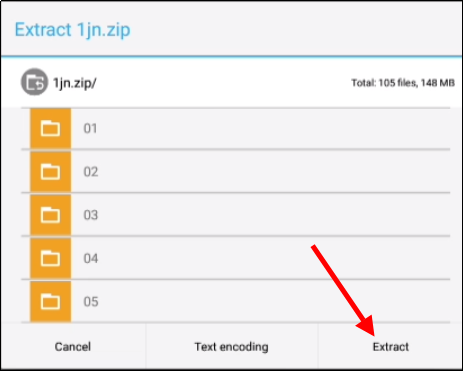 Extract 1jn.zip
1jn.zip/ Total: 105 files, 148 MB
01
02
03
04
05
Cancel Text encoding Extract